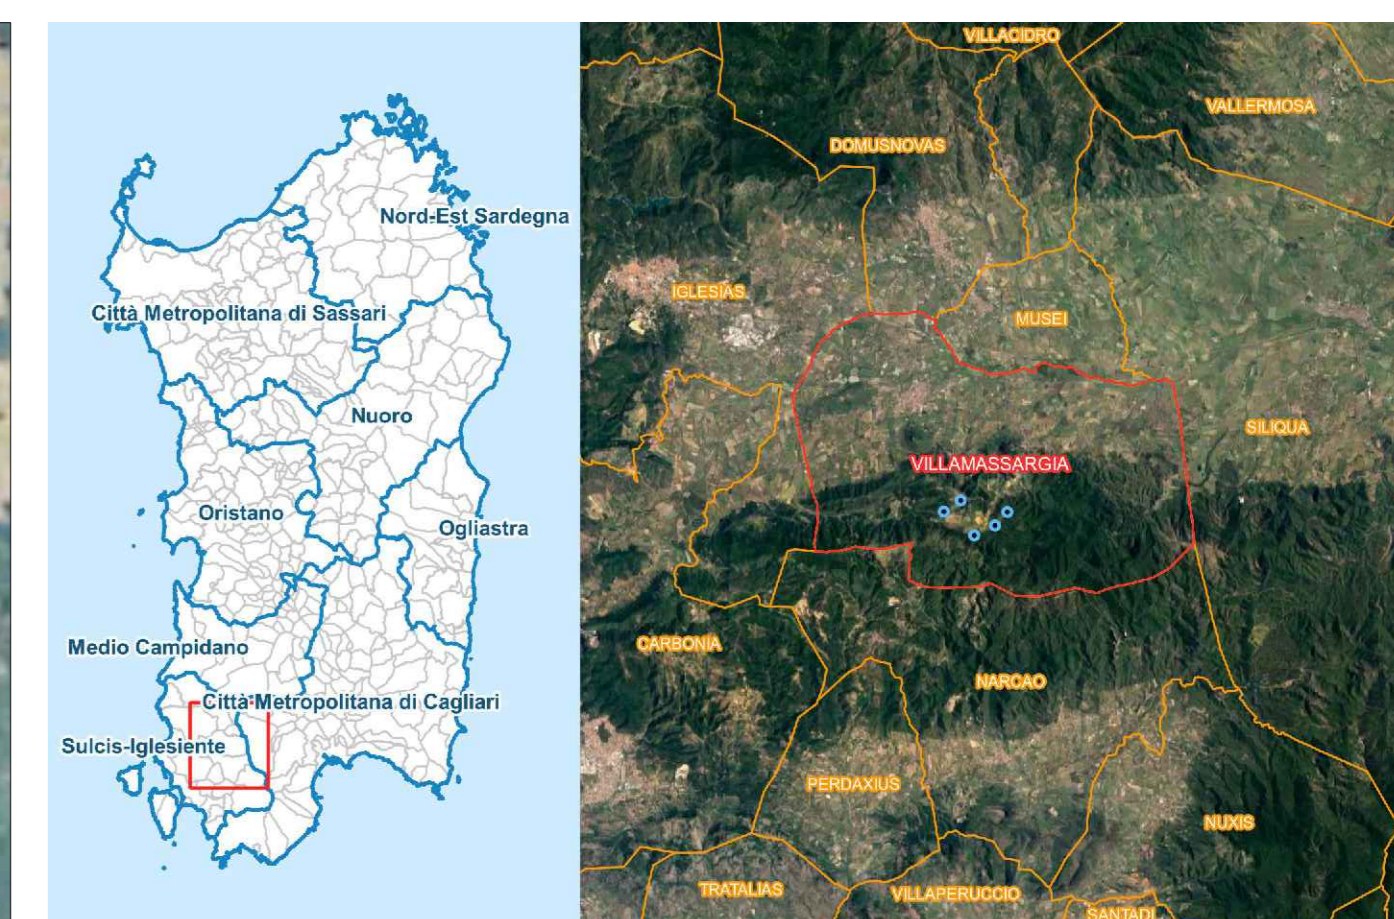 Nord-Est Sardegna
Città Metropolitana di Sassari
Nuoro
Oristano
Ogliastra
Medio Campidano
Città Metropolitana di Cagliari
Sulcis-Iglesiente
VILLACIDRO
VALLERMOSA
DOMUSNOVAS
IGLESIAS
MUSEI
SILIQUA
VILLAMASSARGIA
CARBONIA
NARCAO
PERDAXIUS
NUXIS
TRATALIAS
VILLAPERUCCIO
SANTADI